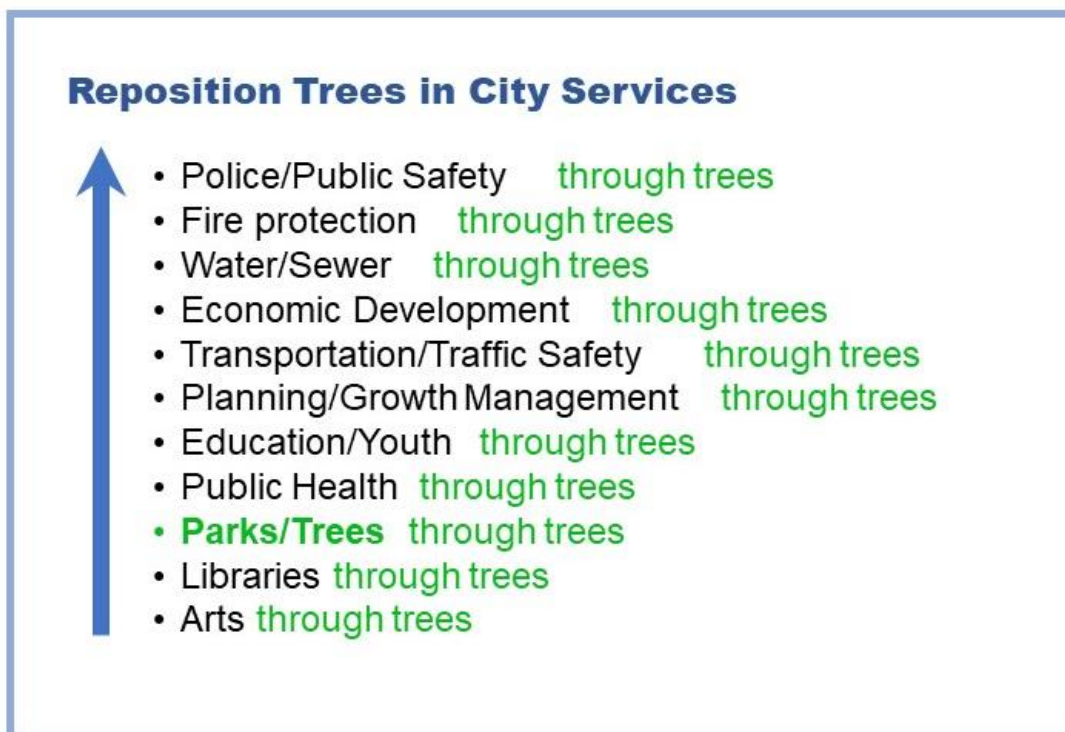 Reposition Trees in City Services
• Police/Public Safety through trees
• Fire protection through trees
• Water/Sewer through trees
• Economic Development through trees
• Transportation/Traffic Safety through trees
• Planning/Growth Management through trees
• Education/Youth through trees
• Public Health through trees
• Parks/Trees through trees
• Libraries through trees
• Arts through trees